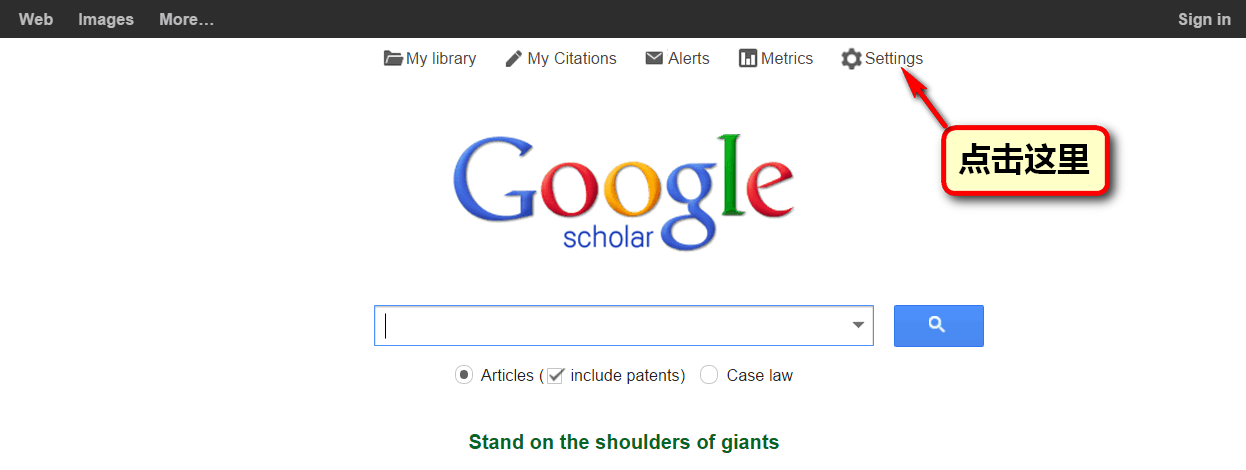 Web Images More… Sign in
My library My Citations Alerts Metrics Settings
点击这里
Google
scholar
Articles ( include patents) Case law
Stand on the shoulders of giants